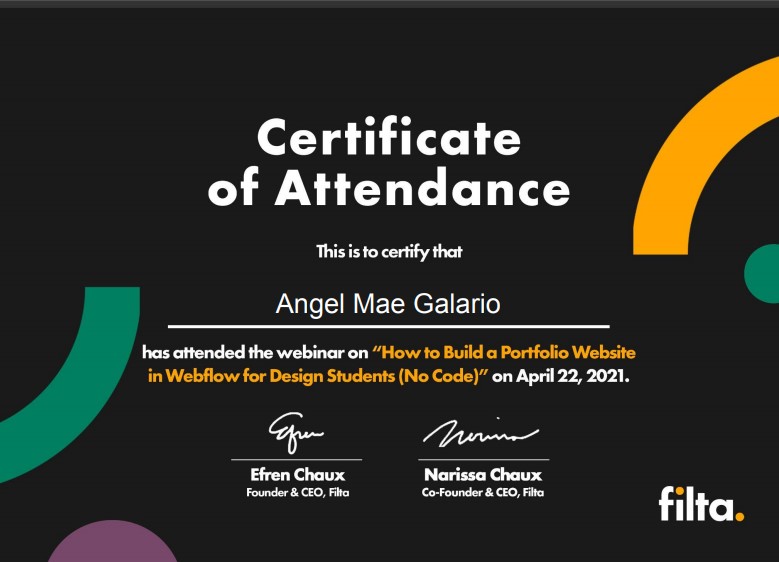 Certificate
of Attendance
This is to certify that
Angel Mae Galario
has attended the webinar on “How to Build a Portfolio Website
in Webflow for Design Students (No Code)” on April 22, 2021.
Efren
Narissa
Efren Chaux
Founder & CEO, Filta
Narissa Chaux
Co-Founder & CEO, Filta
filta.